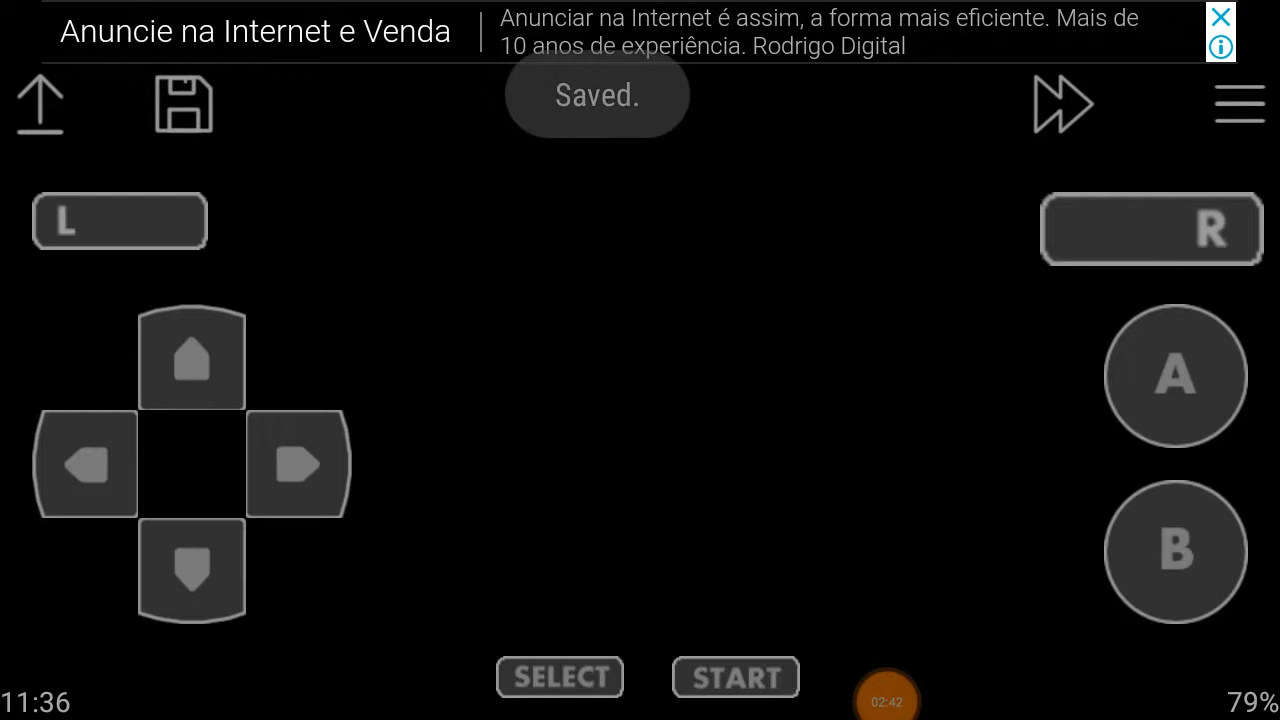 Anuncie na Internet e Venda
Anunciar na Internet é assim, a forma mais eficiente. Mais de
10 anos de experiência. Rodrigo Digital
Saved.
L
R
A
B
SELECT
START
11:36
02:42
79%